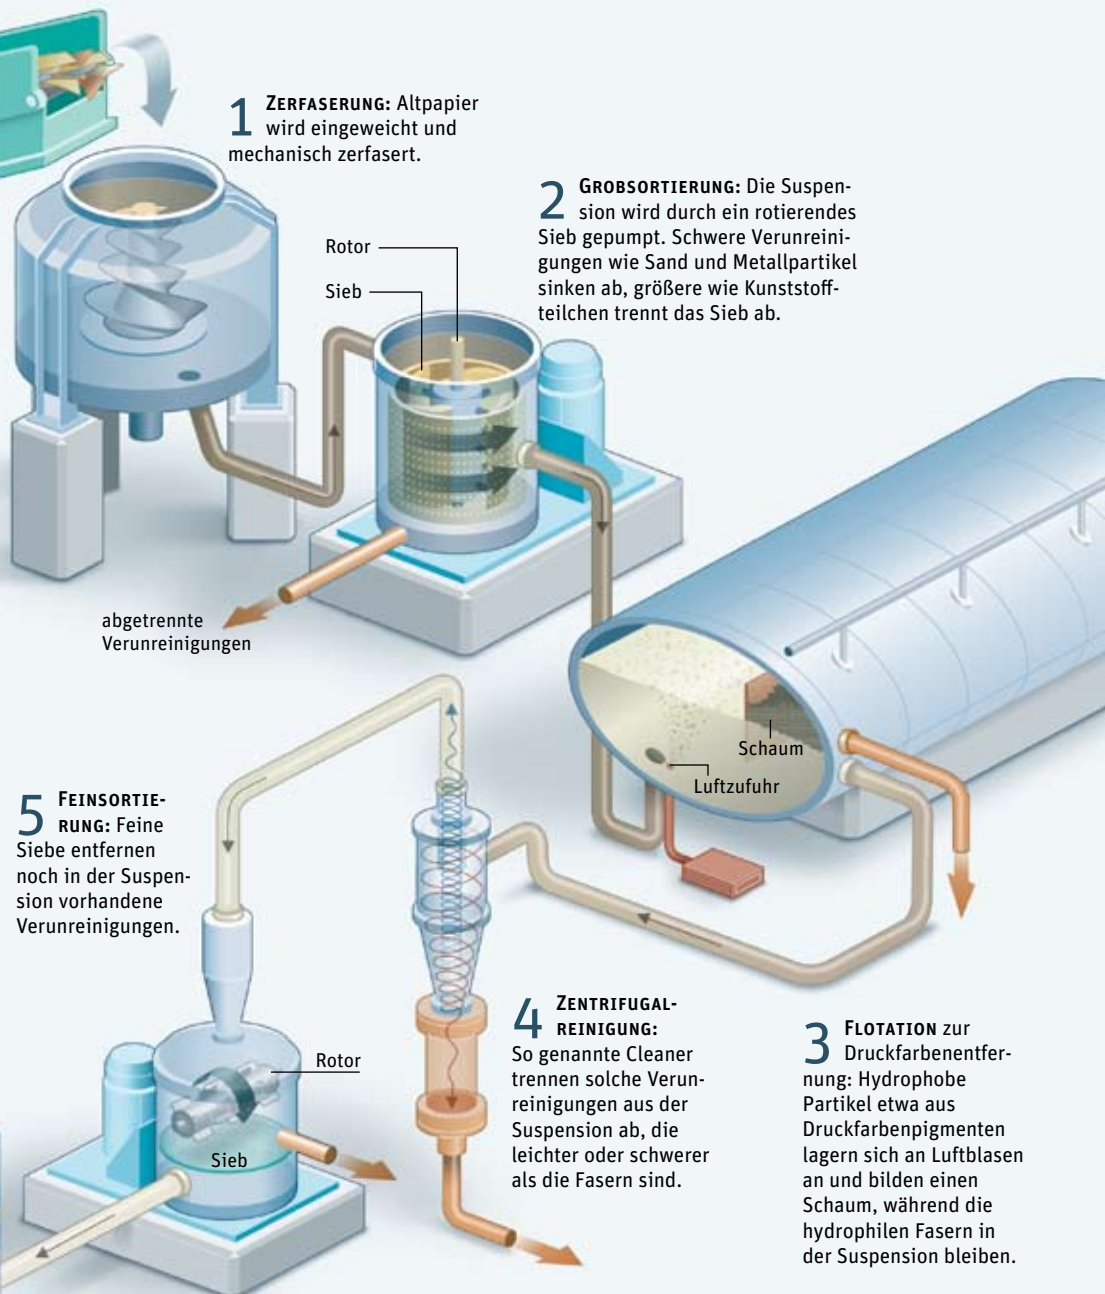 1 ZERFASERUNG: Altpapier
wird eingeweicht und
mechanisch zerfasert.
2 GROBSORTIERUNG: Die Suspen-
sion wird durch ein rotierendes
Sieb gepumpt. Schwere Verunreini-
gungen wie Sand und Metallpartikel
sinken ab, größere wie Kunststoff-
teilchen trennt das Sieb ab.
Rotor
Sieb
abgetrennte
Verunreinigungen
Schaum
Luftzufuhr
3 FLOTATION zur
Druckfarbenentfer-
nung: Hydrophobe
Partikel etwa aus
Druckfarbenpigmenten
lagern sich an Luftblasen
an und bilden einen
Schaum, während die
hydrophilen Fasern in
der Suspension bleiben.
4 ZENTRIFUGAL-
REINIGUNG:
So genannte Cleaner
trennen solche Verun-
reinigungen aus der
Suspension ab, die
leichter oder schwerer
als die Fasern sind.
5 FEINSORTIE-
RUNG: Feine
Siebe entfernen
noch in der Suspen-
sion vorhandene
Verunreinigungen.
Rotor
Sieb